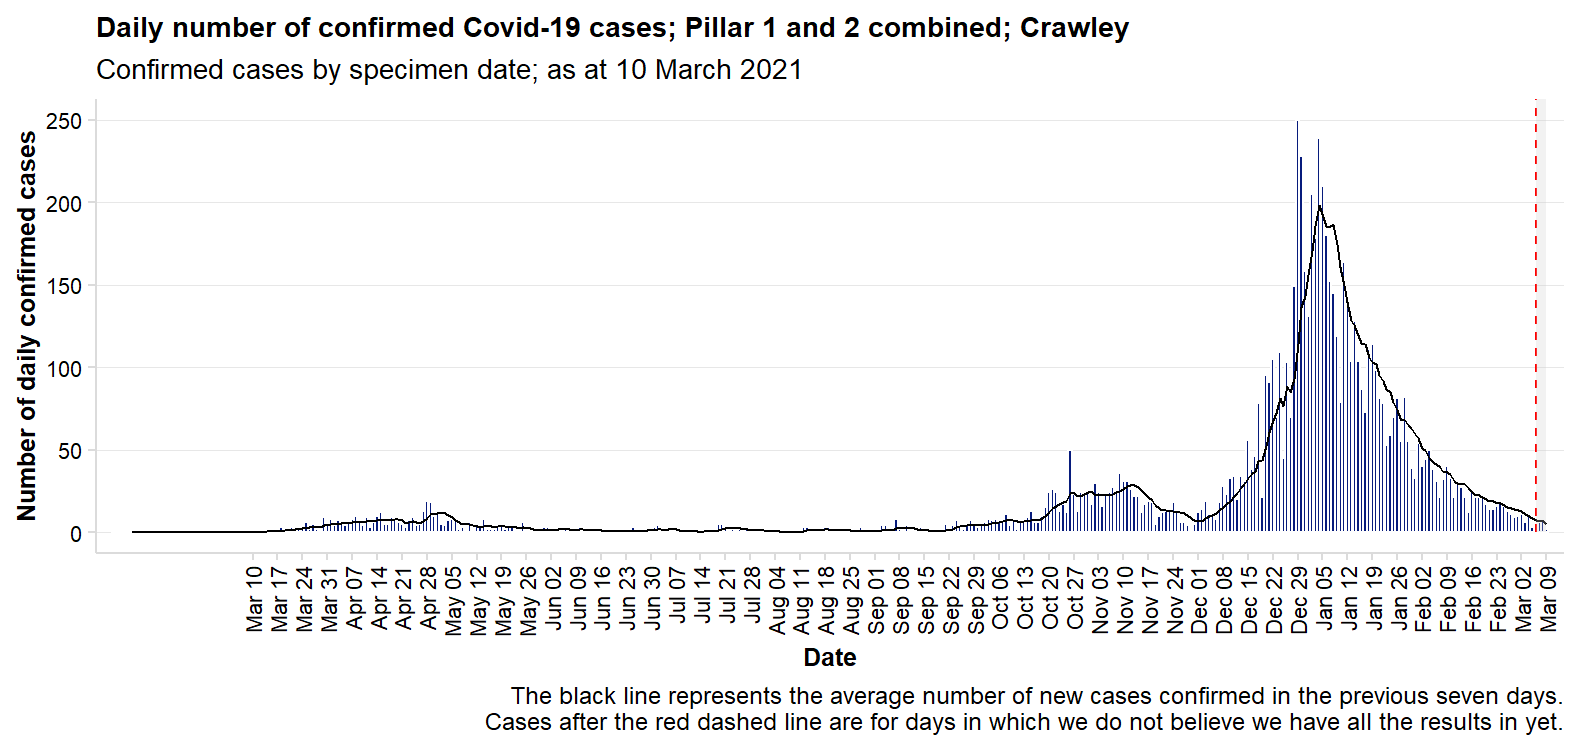 Daily number of confirmed Covid-19 cases; Pillar 1 and 2 combined; Crawley
Confirmed cases by specimen date; as at 10 March 2021
Number of daily confirmed cases
250
200
150
100
50
0
Mar 10
Mar 17
Mar 24
Mar 31
Apr 07
Apr 14
Apr 21
Apr 28
May 05
May 12
May 19
May 26
Jun 02
Jun 09
Jun 16
Jun 23
Jun 30
Jul 07
Jul 14
Jul 21
Jul 28
Aug 04
Aug 11
Aug 18
Aug 25
Sep 01
Sep 08
Sep 15
Sep 22
Sep 29
Oct 06
Oct 13
Oct 20
Oct 27
Nov 03
Nov 10
Nov 17
Nov 24
Dec 01
Dec 08
Dec 15
Dec 22
Dec 29
Jan 05
Jan 12
Jan 19
Jan 26
Feb 02
Feb 09
Feb 16
Feb 23
Mar 02
Mar 09
Date
The black line represents the average number of new cases confirmed in the previous seven days.
Cases after the red dashed line are for days in which we do not believe we have all the results in yet.